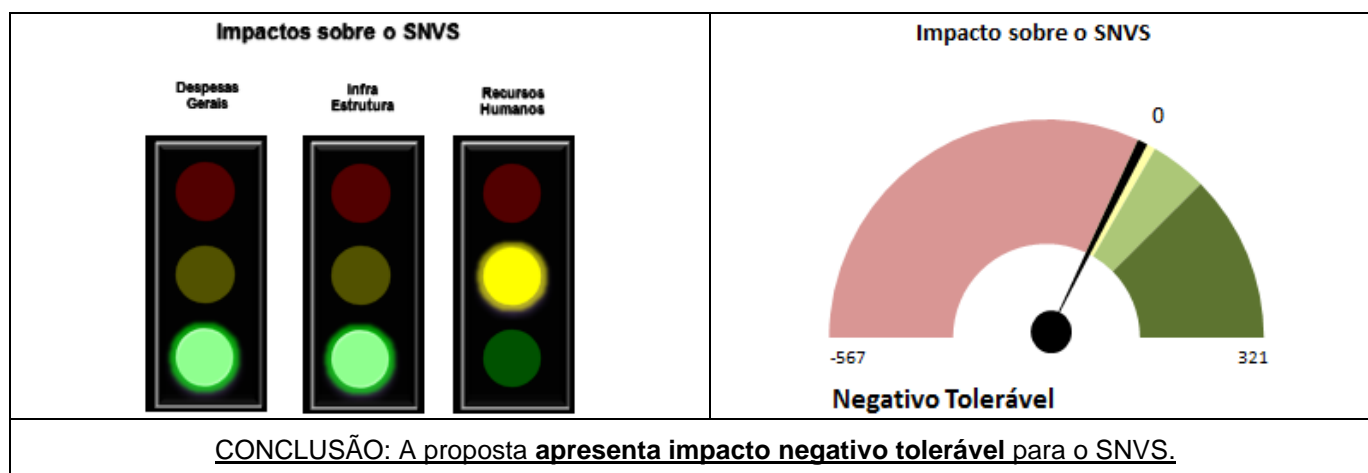 Impactos sobre o SNVS
Despesas
Gerais
Infra
Estrutura
Recursos
Humanos
Impacto sobre o SNVS
0
-567
321
Negativo Tolerável
CONCLUSÃO: A proposta apresenta impacto negativo tolerável para o SNVS.